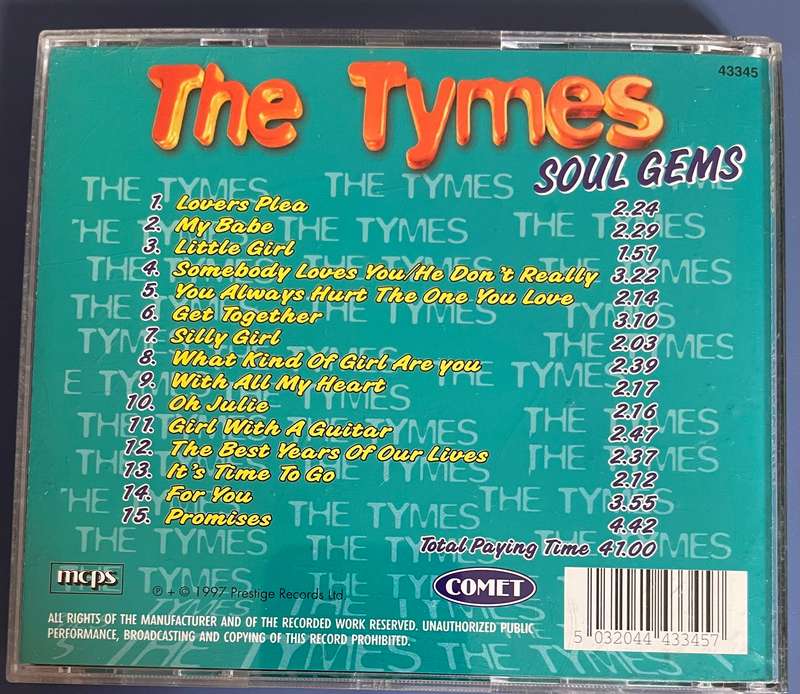 43345
The Tymes
SOUL GEMS
1. Lovers Plea 2.24
2. My Babe 2.29
3. Little Girl 1.51
4. Somebody Loves You/He Don't Really 3.22
5. You Always Hurt The One You Love 2.14
6. Get Together 3.10
7. Silly Girl 2.03
8. What Kind Of Girl Are you 2.39
9. With All My Heart 2.17
10. Oh Julie 2.16
11. Girl With A Guitar 2.47
12. The Best Years Of Our Lives 2.37
13. It's Time To Go 2.12
14. For You 3.55
15. Promises 4.42
Total Paying Time 41.00
mcps
℗ + © 1997 Prestige Records Ltd
COMET
ALL RIGHTS OF THE MANUFACTURER AND OF THE RECORDED WORK RESERVED. UNAUTHORIZED PUBLIC
PERFORMANCE, BROADCASTING AND COPYING OF THIS RECORD PROHIBITED.
5 032044 433457